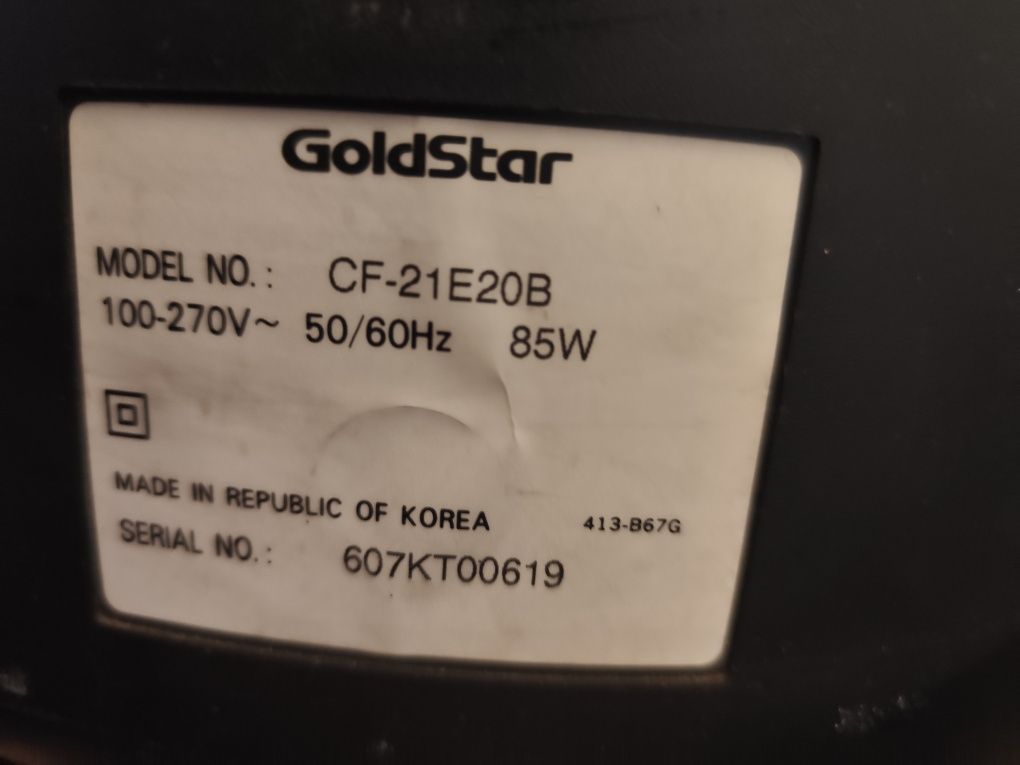 GoldStar
MODEL NO.: CF-21E20B
100-270V~ 50/60Hz 85W
MADE IN REPUBLIC OF KOREA 413-B67G
SERIAL NO.: 607KT00619